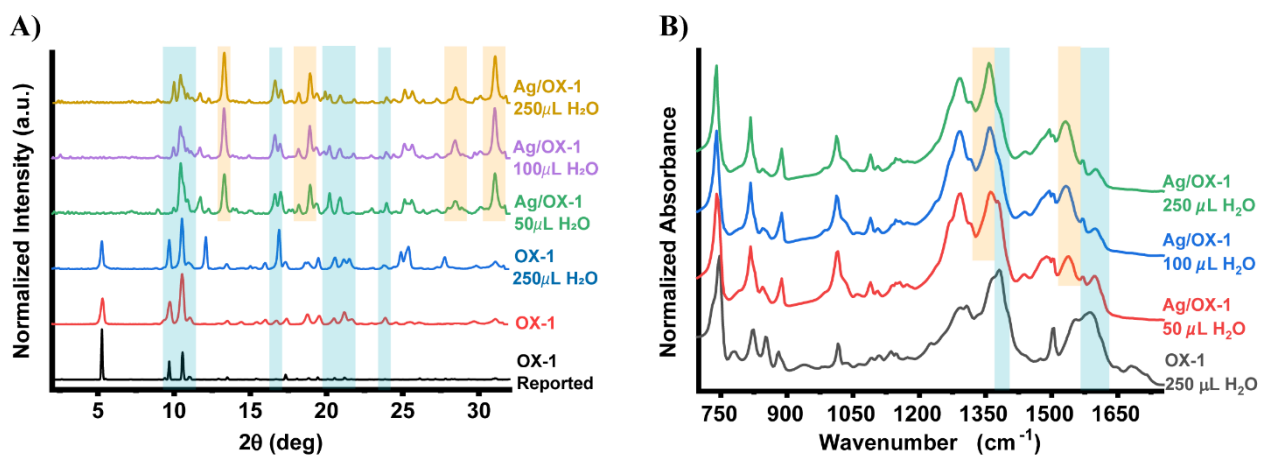 A)
Normalized Intensity (a.u.)
Ag/OX-1
250µL H₂O
Ag/OX-1
100µL H₂O
Ag/OX-1
50µL H₂O
OX-1
250µL H₂O
OX-1
OX-1
Reported
5 10 15 20 25 30
2θ (deg)
B)
Normalized Absorbance
Ag/OX-1
250 µL H₂O
Ag/OX-1
100 µL H₂O
Ag/OX-1
50 µL H₂O
OX-1
250 µL H₂O
750 900 1050 1200 1350 1500 1650
Wavenumber (cm⁻¹)